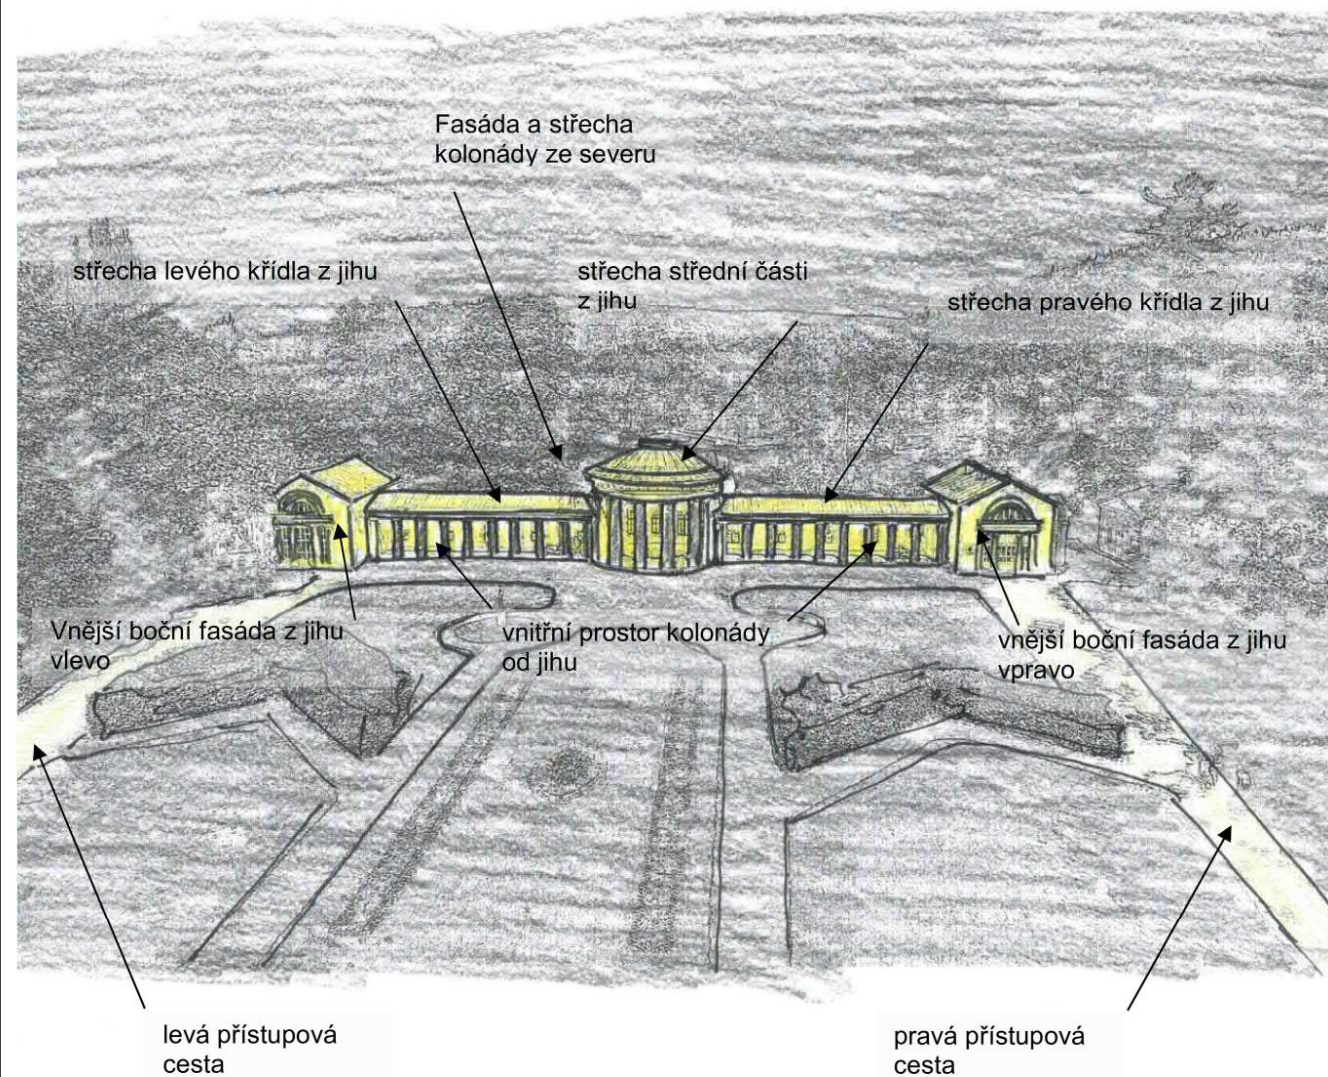 Fasáda a střecha
kolonády ze severu
střecha levého křídla z jihu
střecha střední části
z jihu
střecha pravého křídla z jihu
Vnější boční fasáda z jihu
vlevo
vnitřní prostor kolonády
od jihu
vnější boční fasáda z jihu
vpravo
levá přístupová
cesta
pravá přístupová
cesta